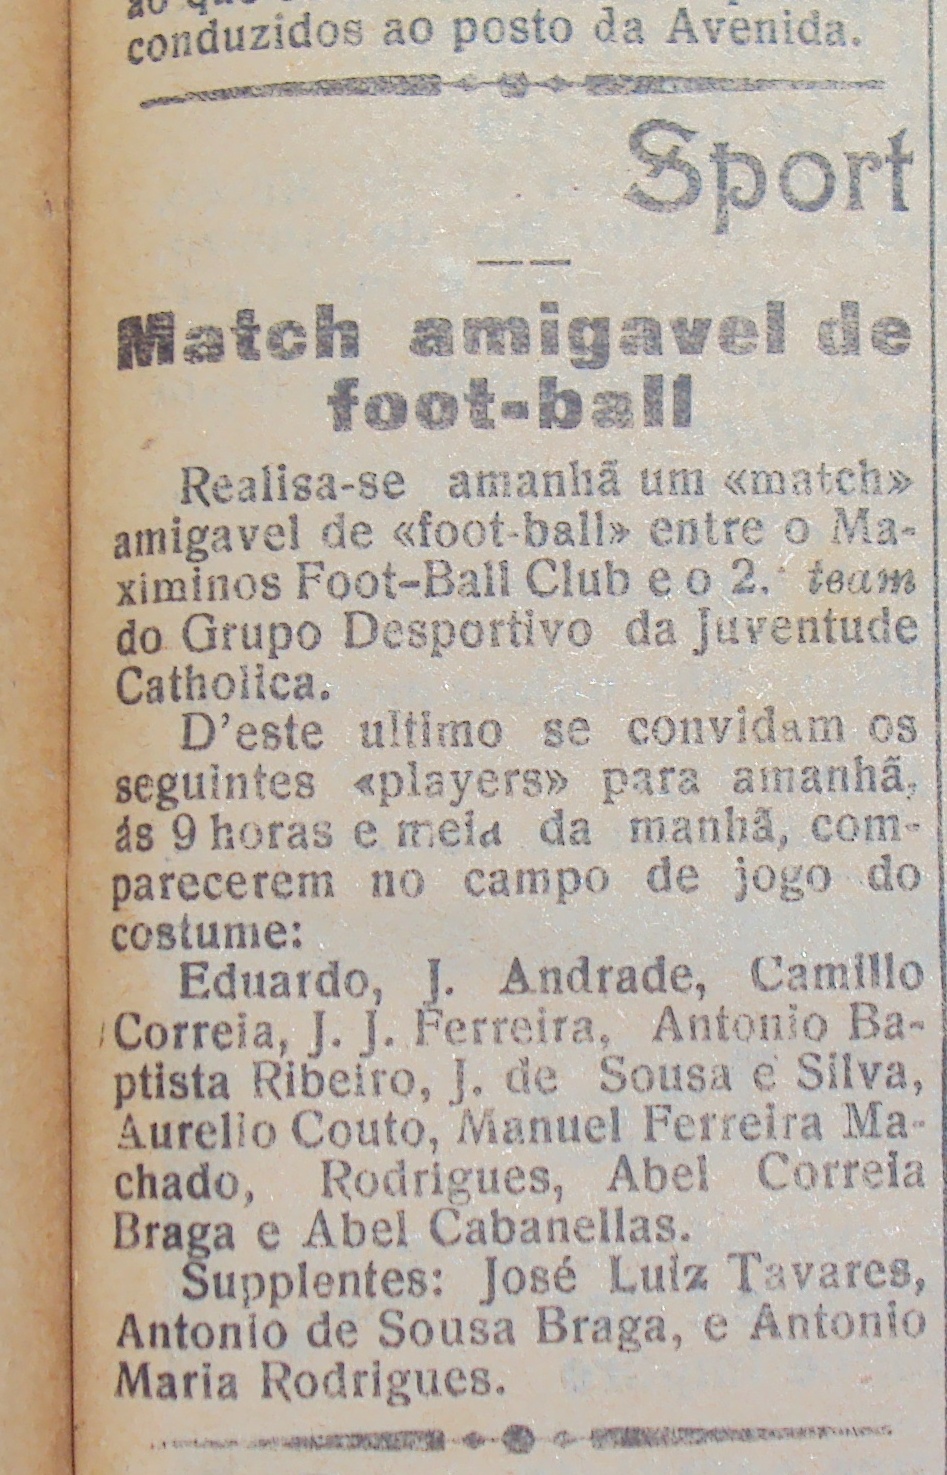 ao que
conduzidos ao posto da Avenida.
Sport
Match amigavel de
foot-ball
Realisa-se amanhã um «match»
amigavel de «foot-ball» entre o Ma-
ximinos Foot-Ball Club e o 2.º team
do Grupo Desportivo da Juventude
Catholica.
D'este ultimo se convidam os
seguintes «players» para amanhã,
ás 9 horas e meia da manhã, com-
parecerem no campo de jogo do
costume:
Eduardo, J. Andrade, Camillo
Correia, J. J. Ferreira, Antonio Ba-
ptista Ribeiro, J. de Sousa e Silva,
Aurelio Couto, Manuel Ferreira Ma-
chado, Rodrigues, Abel Correia
Braga e Abel Cabanellas.
Supplentes: José Luiz Tavares,
Antonio de Sousa Braga, e Antonio
Maria Rodrigues.